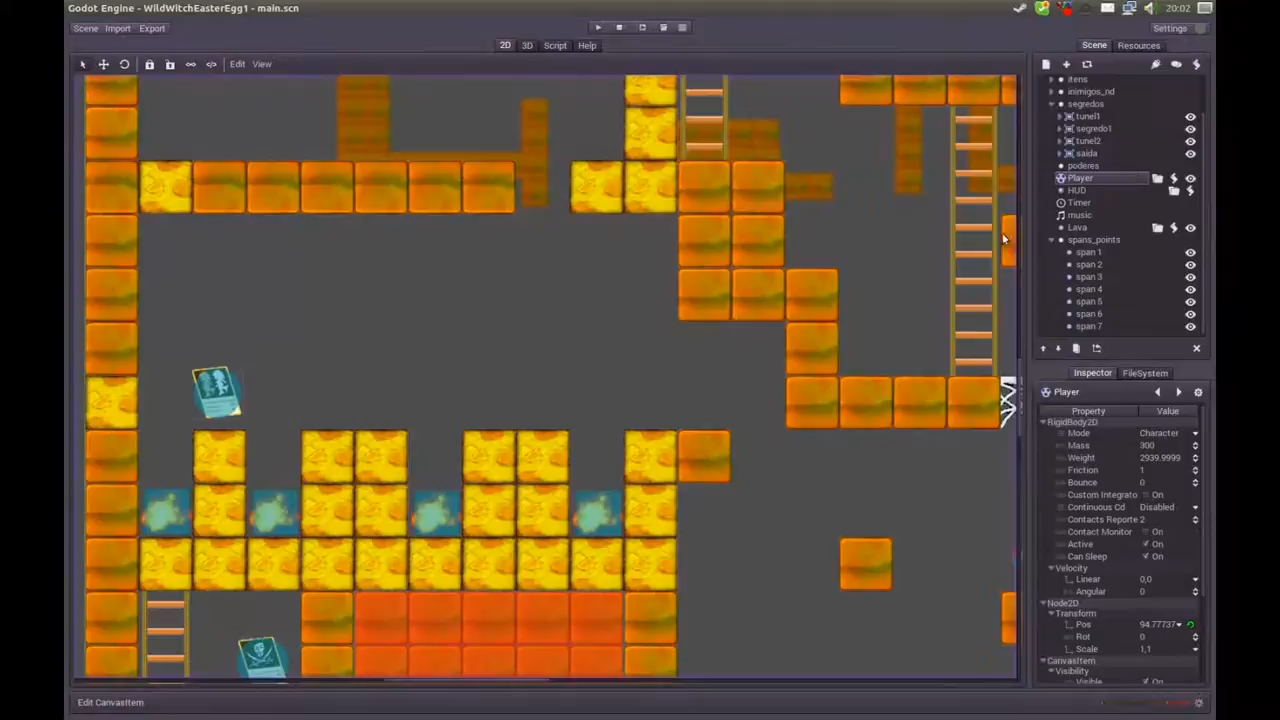 Godot Engine - WildWitchEasterEgg1 - main.scn
20:02
Scene Import Export
Settings
2D 3D Script Help
Scene Resources
Edit View
itens
inimigos_nd
segredos
tunel1
segredo1
tunel2
saida
poderes
Player
HUD
Timer
music
Lava
spans_points
span 1
span 2
span 3
span 4
span 5
span 6
span 7
Inspector FileSystem
Player
Property Value
RigidBody2D
Mode Character
Mass 300
Weight 2939.9999
Friction 1
Bounce 0
Custom Integrato On
Continuous Cd Disabled
Contacts Reporte 2
Contact Monitor On
Active On
Can Sleep On
Velocity
Linear 0,0
Angular 0
Node2D
Transform
Pos 94.77737
Rot 0
Scale 1,1
CanvasItem
Visibility
Visible On
Edit CanvasItem